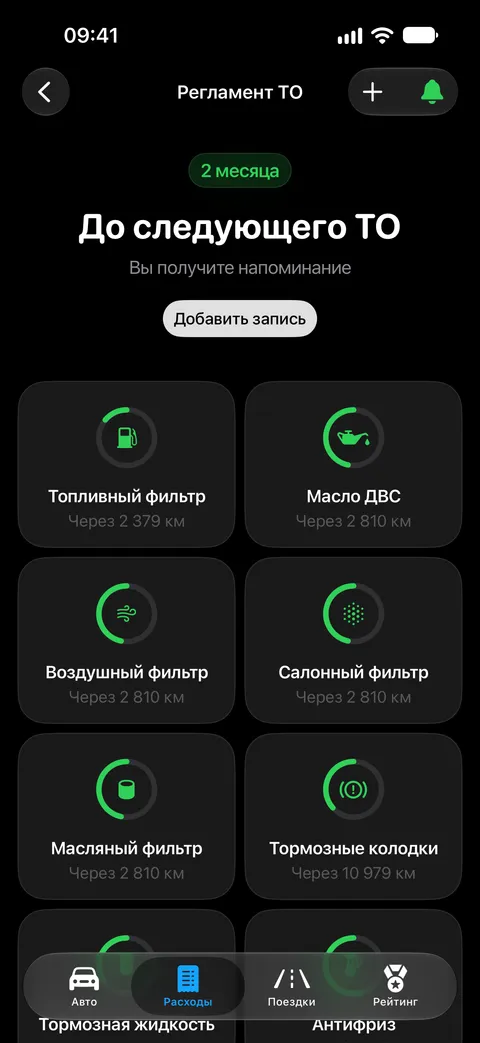 09:41
Регламент ТО
2 месяца
До следующего ТО
Вы получите напоминание
Добавить запись
Топливный фильтр
Через 2 379 км
Масло ДВС
Через 2 810 км
Воздушный фильтр
Через 2 810 км
Салонный фильтр
Через 2 810 км
Масляный фильтр
Через 2 810 км
Тормозные колодки
Через 10 979 км
Авто
Расходы
Поездки
Рейтинг
Тормозная жидкость
Антифриз